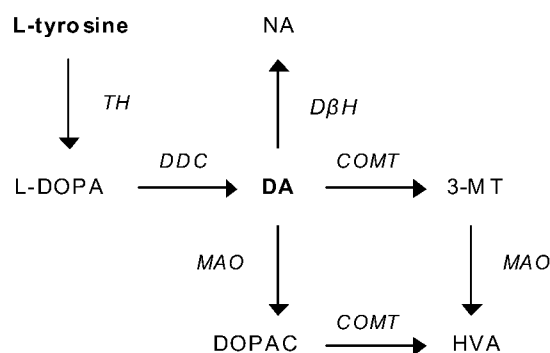 L-tyrosine NA
TH DβH
DDC COMT
L-DOPA DA 3-MT
MAO MAO
COMT
DOPAC HVA